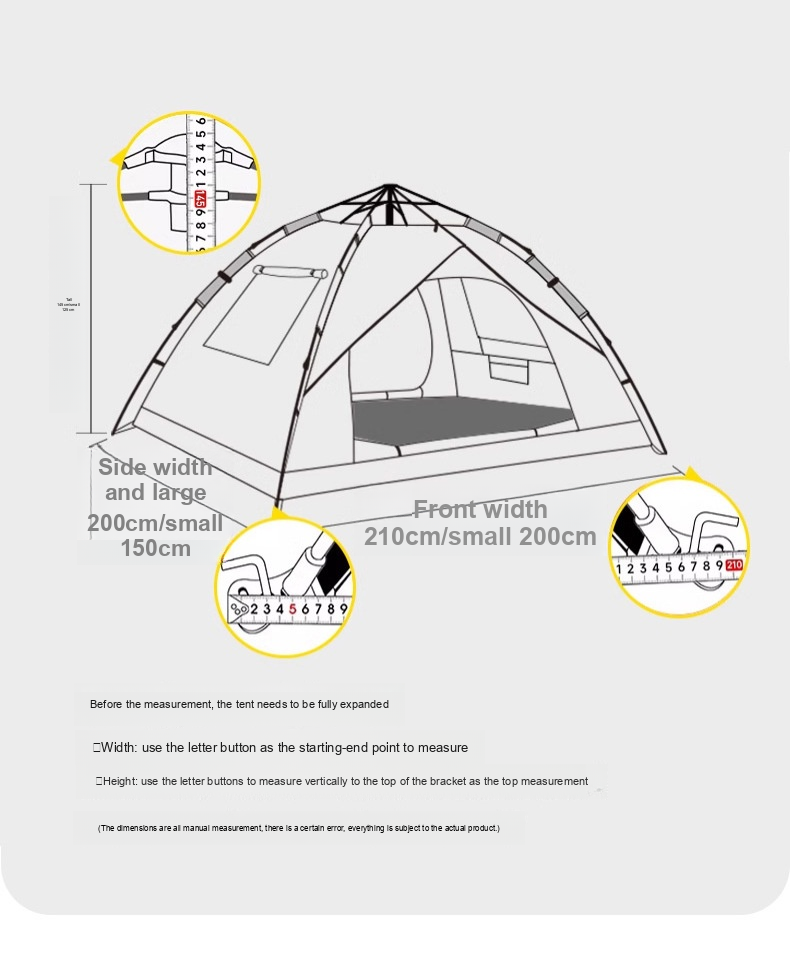 6
5
4
3
2
1
145
9
8
7
6
Tall
145cm/small
125cm
Side width
and large
200cm/small
150cm
Front width
210cm/small 200cm
1 2 3 4 5 6 7 8 9 210
2 3 4 5 6 7 8 9
Before the measurement, the tent needs to be fully expanded
□Width: use the letter button as the starting-end point to measure
□Height: use the letter buttons to measure vertically to the top of the bracket as the top measurement
(The dimensions are all manual measurement, there is a certain error, everything is subject to the actual product.)